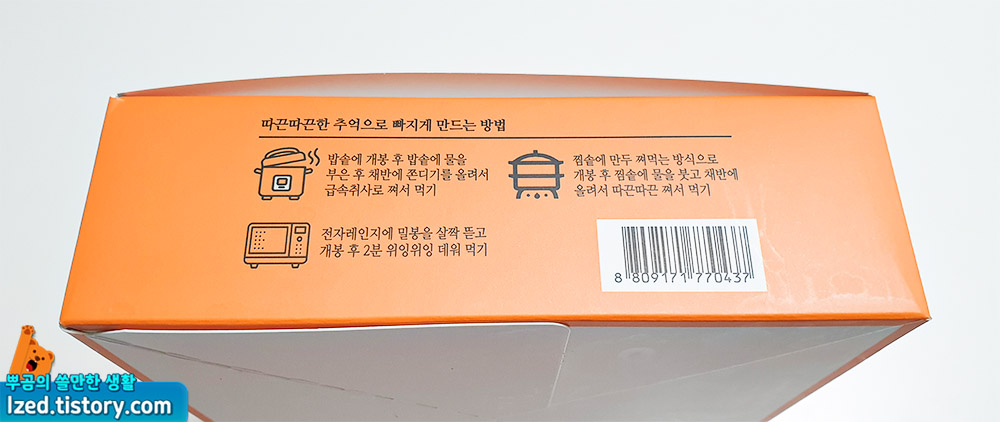 따끈따끈한 추억으로 빠지게 만드는 방법
밥솥에 개봉 후 밥솥에 물을
부은 후 채반에 쫀디기를 올려서
급속취사로 쪄서 먹기
찜솥에 만두 쪄먹는 방식으로
개봉 후 찜솥에 물을 붓고 채반에
올려서 따끈따끈 쪄서 먹기
전자레인지에 밀봉을 살짝 뜯고
개봉 후 2분 위잉위잉 데워 먹기
8 809171 770437
뿌곰의 쓸만한 생활
lzed.tistory.com